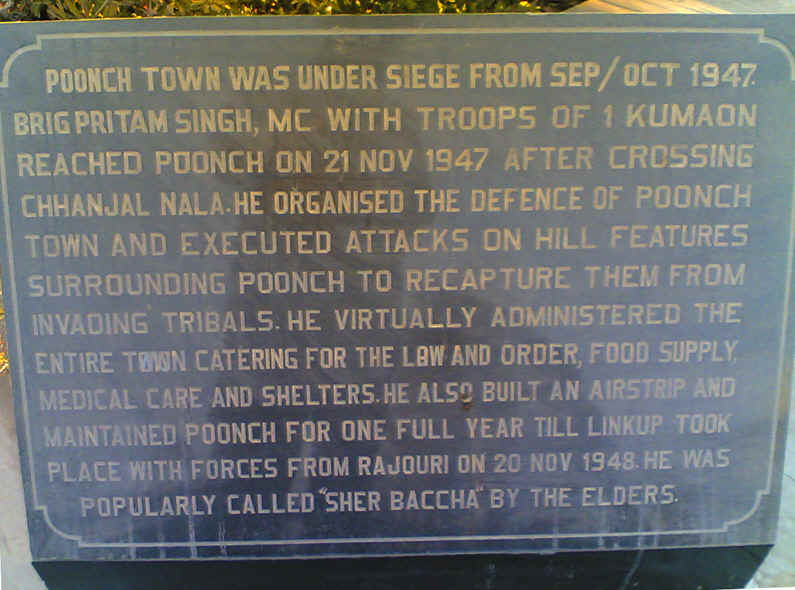 POONCH TOWN WAS UNDER SIEGE FROM SEP/OCT 1947.
BRIG PRITAM SINGH, MC WITH TROOPS OF 1 KUMAON
REACHED POONCH ON 21 NOV 1947 AFTER CROSSING
CHHANJAL NALA. HE ORGANISED THE DEFENCE OF POONCH
TOWN AND EXECUTED ATTACKS ON HILL FEATURES
SURROUNDING POONCH TO RECAPTURE THEM FROM
INVADING TRIBALS. HE VIRTUALLY ADMINISTERED THE
ENTIRE TOWN CATERING FOR THE LAW AND ORDER, FOOD SUPPLY,
MEDICAL CARE AND SHELTERS. HE ALSO BUILT AN AIRSTRIP AND
MAINTAINED POONCH FOR ONE FULL YEAR TILL LINKUP TOOK
PLACE WITH FORCES FROM RAJOURI ON 20 NOV 1948. HE WAS
POPULARLY CALLED "SHER BACCHA" BY THE ELDERS.